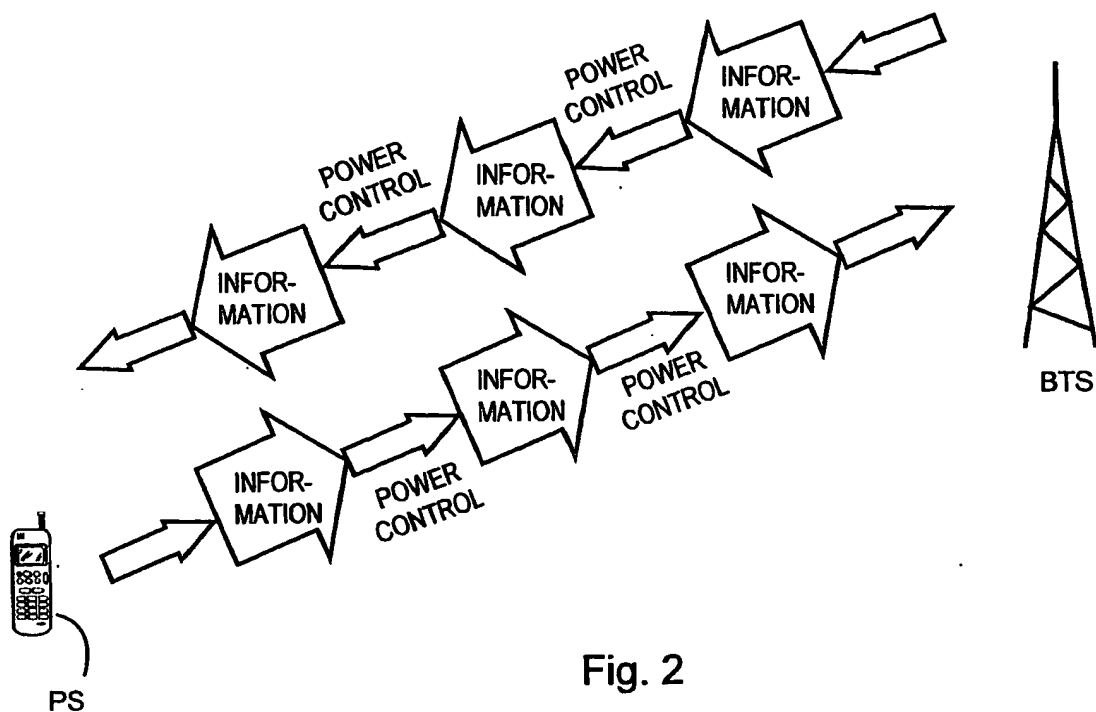 INFOR-
MATION
POWER
CONTROL
INFOR-
MATION
POWER
CONTROL
INFOR-
MATION
INFOR-
MATION
POWER
CONTROL
INFOR-
MATION
POWER
CONTROL
INFOR-
MATION
BTS
PS
Fig. 2